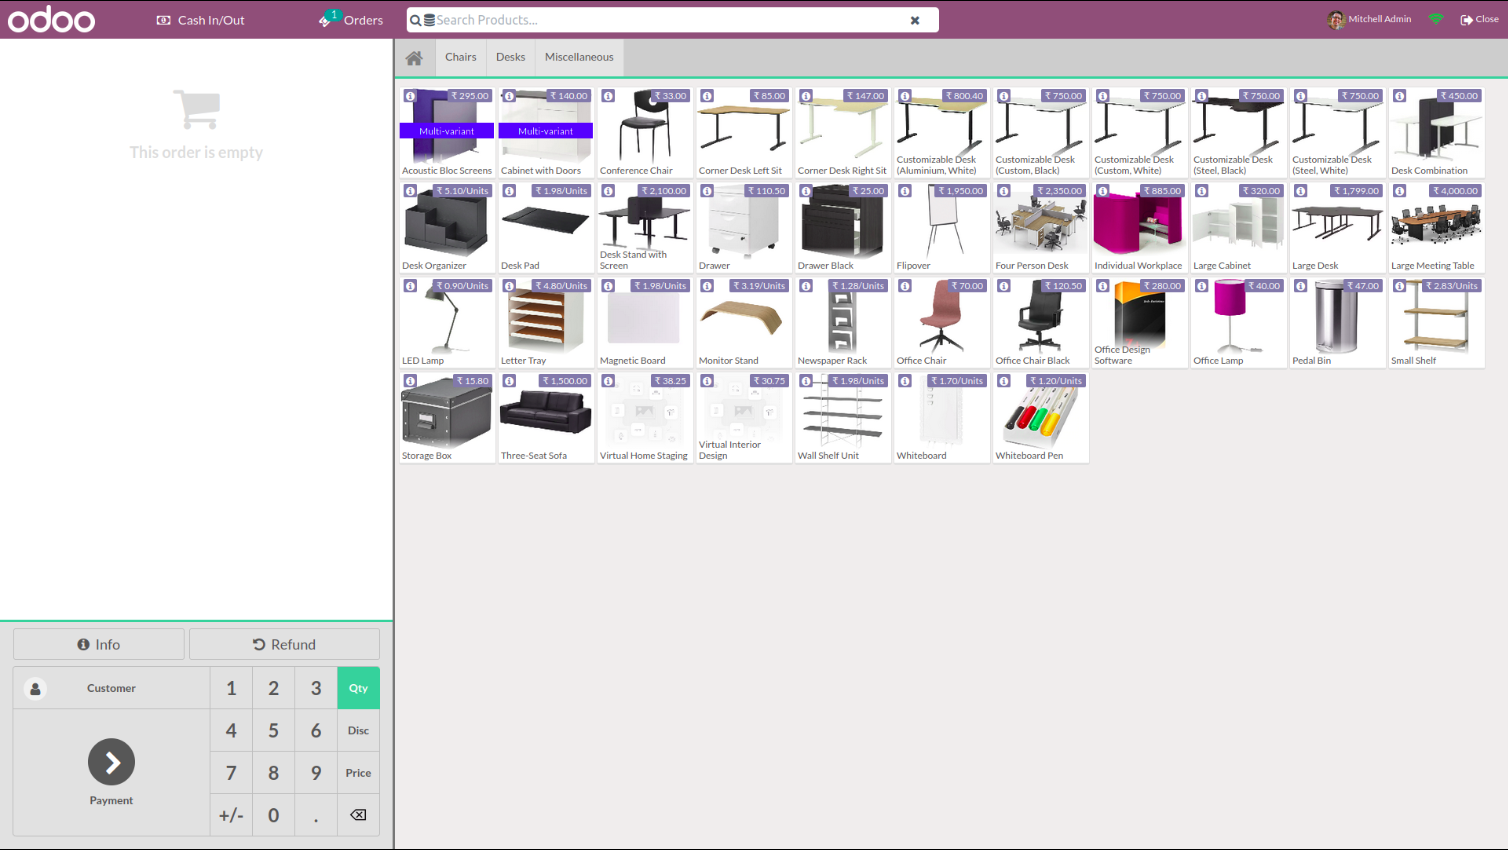 odoo
Cash In/Out
1
Orders
Search Products...
Mitchell Admin
Close
Chairs
Desks
Miscellaneous
This order is empty
₹ 295.00
Multi-variant
Acoustic Bloc Screens
₹ 140.00
Multi-variant
Cabinet with Doors
₹ 33.00
Conference Chair
₹ 85.00
Corner Desk Left Sit
₹ 147.00
Corner Desk Right Sit
₹ 800.40
Customizable Desk
(Aluminium, White)
₹ 750.00
Customizable Desk
(Custom, Black)
₹ 750.00
Customizable Desk
(Custom, White)
₹ 750.00
Customizable Desk
(Steel, Black)
₹ 750.00
Customizable Desk
(Steel, White)
₹ 450.00
Desk Combination
₹ 5.10/Units
Desk Organizer
₹ 1.98/Units
Desk Pad
₹ 2,100.00
Desk Stand with
Screen
₹ 110.50
Drawer
₹ 25.00
Drawer Black
₹ 1,950.00
Flipover
₹ 2,350.00
Four Person Desk
₹ 885.00
Individual Workplace
₹ 320.00
Large Cabinet
₹ 1,799.00
Large Desk
₹ 4,000.00
Large Meeting Table
₹ 0.90/Units
LED Lamp
₹ 4.80/Units
Letter Tray
₹ 1.98/Units
Magnetic Board
₹ 3.19/Units
Monitor Stand
₹ 1.28/Units
Newspaper Rack
₹ 70.00
Office Chair
₹ 120.50
Office Chair Black
₹ 280.00
Office Design
Software
₹ 40.00
Office Lamp
₹ 47.00
Pedal Bin
₹ 2.83/Units
Small Shelf
₹ 15.80
Storage Box
₹ 1,500.00
Three-Seat Sofa
₹ 38.25
Virtual Home Staging
₹ 30.75
Virtual Interior
Design
₹ 1.98/Units
Wall Shelf Unit
₹ 1.70/Units
Whiteboard
₹ 1.20/Units
Whiteboard Pen
Info
Refund
Customer
1 2 3 Qty
4 5 6 Disc
7 8 9 Price
Payment
+/- 0 .